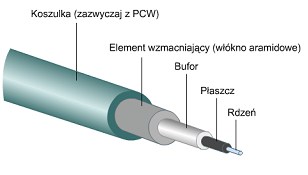 Koszulka (zazwyczaj z PCW)
Element wzmacniający (włókno aramidowe)
Bufor
Płaszcz
Rdzeń